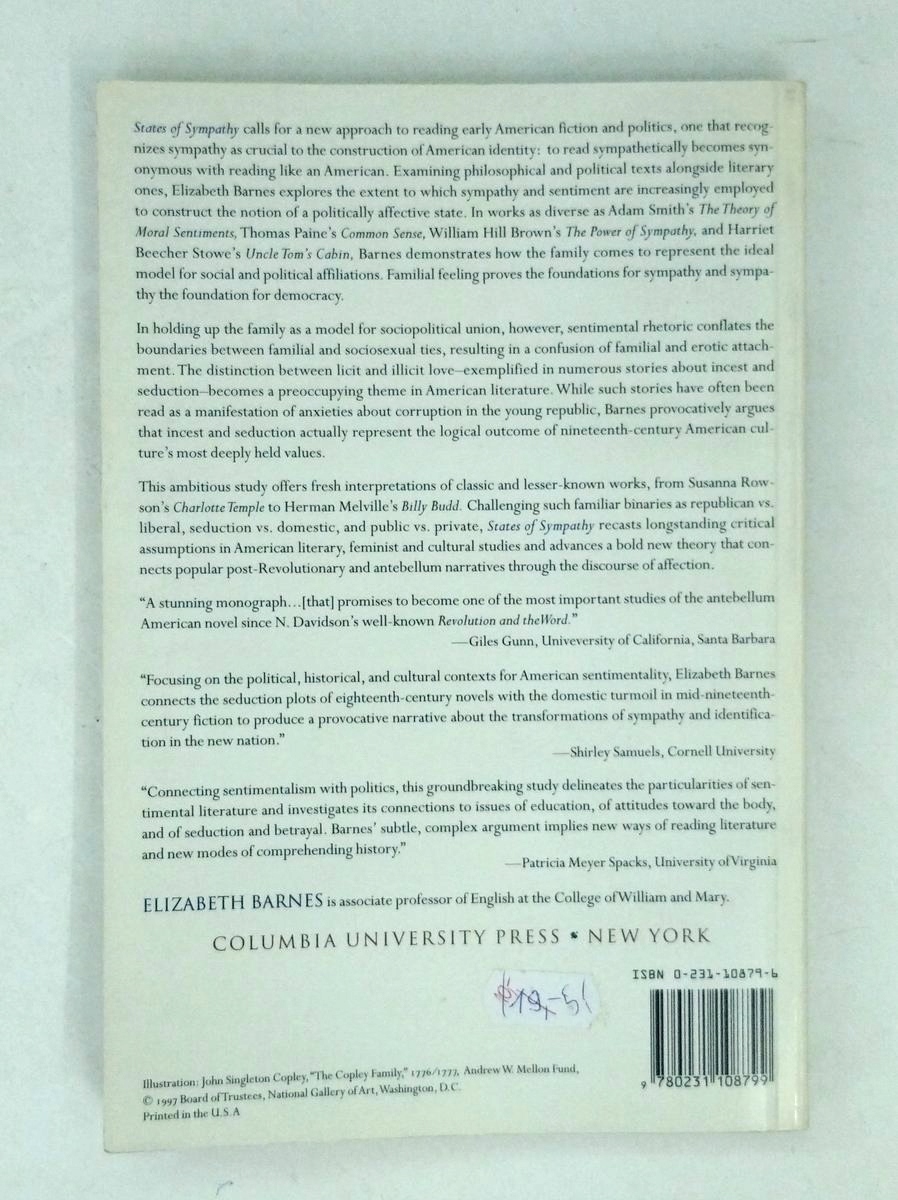 States of Sympathy calls for a new approach to reading early American fiction and politics, one that recog-
nizes sympathy as crucial to the construction of American identity: to read sympathetically becomes syn-
onymous with reading like an American. Examining philosophical and political texts alongside literary
ones, Elizabeth Barnes explores the extent to which sympathy and sentiment are increasingly employed
to construct the notion of a politically affective state. In works as diverse as Adam Smith's The Theory of
Moral Sentiments, Thomas Paine's Common Sense, William Hill Brown's The Power of Sympathy, and Harriet
Beecher Stowe's Uncle Tom's Cabin, Barnes demonstrates how the family comes to represent the ideal
model for social and political affiliations. Familial feeling proves the foundations for sympathy and sympa-
thy the foundation for democracy.
In holding up the family as a model for sociopolitical union, however, sentimental rhetoric conflates the
boundaries between familial and sociosexual ties, resulting in a confusion of familial and erotic attach-
ment. The distinction between licit and illicit love—exemplified in numerous stories about incest and
seduction—becomes a preoccupying theme in American literature. While such stories have often been
read as a manifestation of anxieties about corruption in the young republic, Barnes provocatively argues
that incest and seduction actually represent the logical outcome of nineteenth-century American cul-
ture's most deeply held values.
This ambitious study offers fresh interpretations of classic and lesser-known works, from Susanna Row-
son's Charlotte Temple to Herman Melville's Billy Budd. Challenging such familiar binaries as republican vs.
liberal, seduction vs. domestic, and public vs. private, States of Sympathy recasts longstanding critical
assumptions in American literary, feminist and cultural studies and advances a bold new theory that con-
nects popular post-Revolutionary and antebellum narratives through the discourse of affection.
"A stunning monograph...[that] promises to become one of the most important studies of the antebellum
American novel since N. Davidson's well-known Revolution and the Word."
—Giles Gunn, Univeversity of California, Santa Barbara
"Focusing on the political, historical, and cultural contexts for American sentimentality, Elizabeth Barnes
connects the seduction plots of eighteenth-century novels with the domestic turmoil in mid-nineteenth-
century fiction to produce a provocative narrative about the transformations of sympathy and identifica-
tion in the new nation."
—Shirley Samuels, Cornell University
"Connecting sentimentalism with politics, this groundbreaking study delineates the particularities of sen-
timental literature and investigates its connections to issues of education, of attitudes toward the body,
and of seduction and betrayal. Barnes' subtle, complex argument implies new ways of reading literature
and new modes of comprehending history."
—Patricia Meyer Spacks, University of Virginia
ELIZABETH BARNES is associate professor of English at the College of William and Mary.
COLUMBIA UNIVERSITY PRESS • NEW YORK
ISBN 0-231-10879-6
9 780231 108799
Illustration: John Singleton Copley, "The Copley Family," 1776/1777, Andrew W. Mellon Fund,
© 1997 Board of Trustees, National Gallery of Art, Washington, D.C.
Printed in the U.S.A